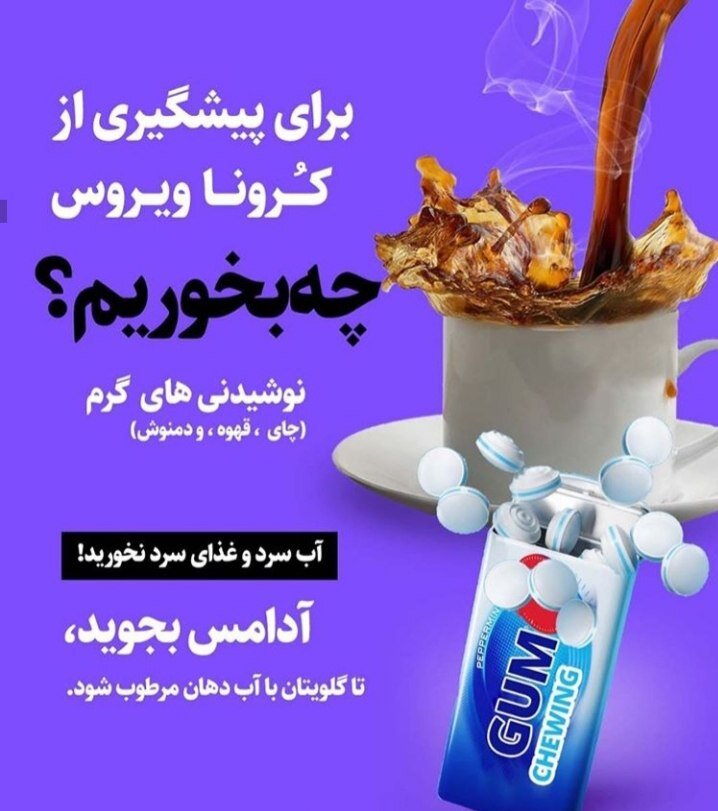 برای پیشگیری از
کُرونا ویروس
چه‌بخوریم؟
نوشیدنی های گرم
(چای ، قهوه ، و دمنوش)
آب سرد و غذای سرد نخورید!
آدامس بجوید،
تا گلویتان با آب دهان مرطوب شود.
PEPPERMIN
GUM
CHEWING